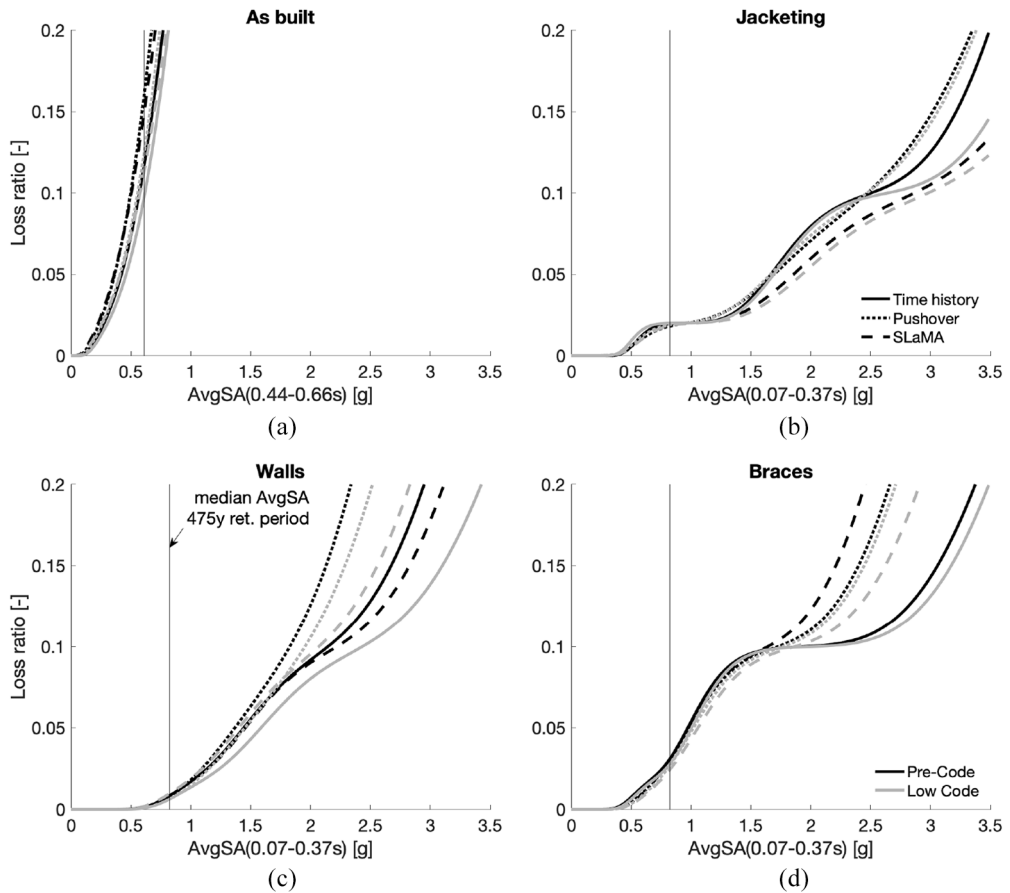 As built
Loss ratio [-]
0.2
0.15
0.1
0.05
0
0 0.5 1 1.5 2 2.5 3 3.5
AvgSA(0.44-0.66s) [g]
(a)
Jacketing
0.2
0.15
0.1
0.05
0
Time history
Pushover
SLaMA
0 0.5 1 1.5 2 2.5 3 3.5
AvgSA(0.07-0.37s) [g]
(b)
Walls
Loss ratio [-]
0.2
0.15
0.1
0.05
0
median AvgSA
475y ret. period
0 0.5 1 1.5 2 2.5 3 3.5
AvgSA(0.07-0.37s) [g]
(c)
Braces
0.2
0.15
0.1
0.05
0
Pre-Code
Low Code
0 0.5 1 1.5 2 2.5 3 3.5
AvgSA(0.07-0.37s) [g]
(d)